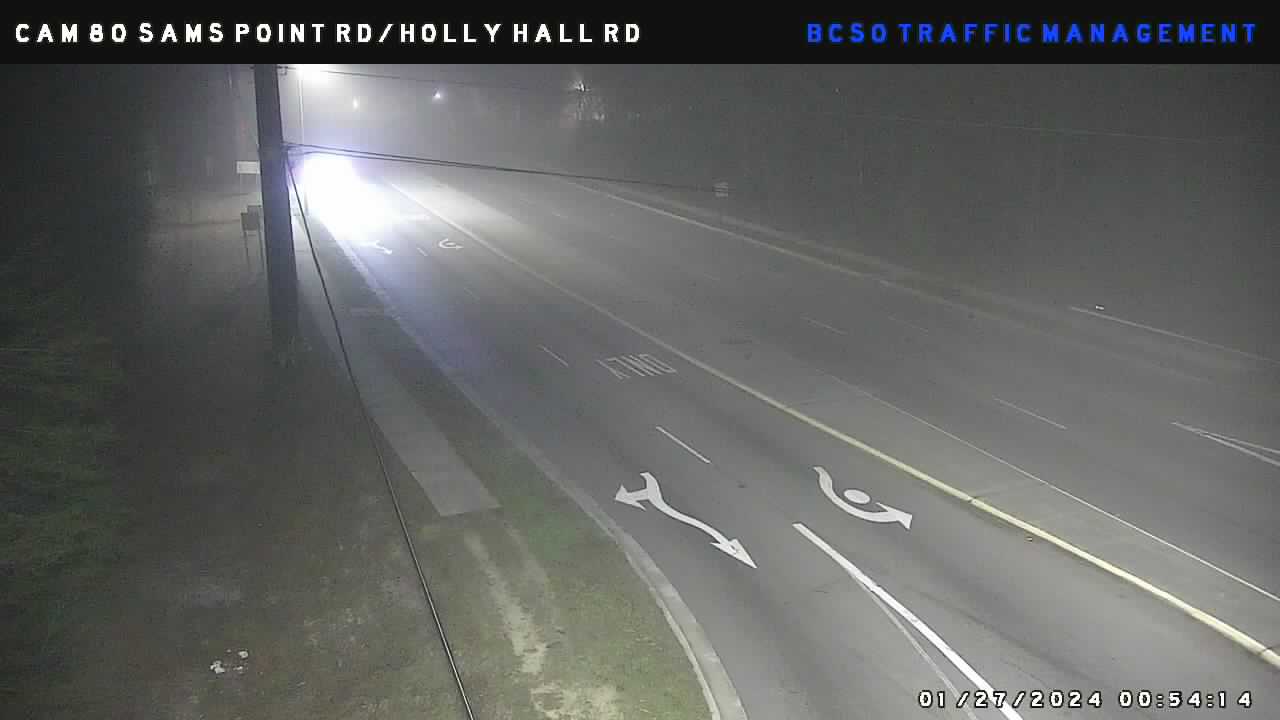 CAM 80 SAMS POINT RD/HOLLY HALL RD
BCSO TRAFFIC MANAGEMENT
ONLY
01/27/2024 00:54:14